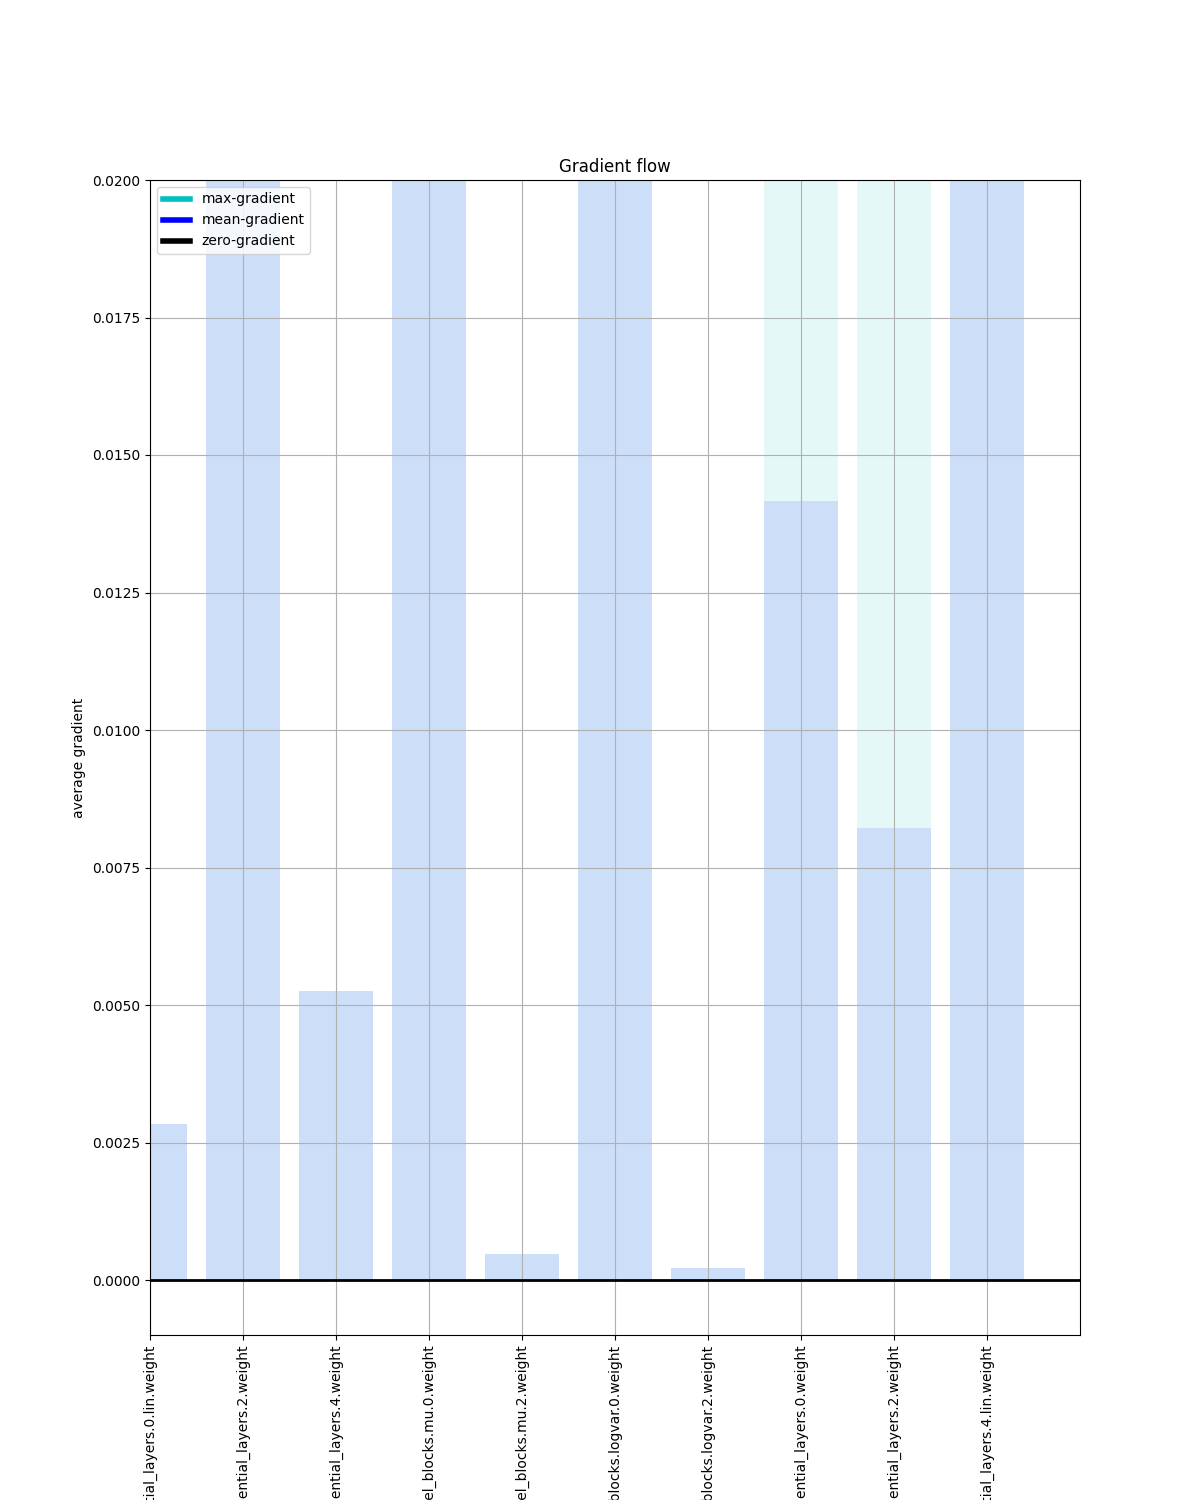 Gradient flow
max-gradient
mean-gradient
zero-gradient
0.0200
0.0175
0.0150
0.0125
0.0100
0.0075
0.0050
0.0025
0.0000
average gradient
tial_layers.0.lin.weight
ential_layers.2.weight
ential_layers.4.weight
el_blocks.mu.0.weight
el_blocks.mu.2.weight
blocks.logvar.0.weight
blocks.logvar.2.weight
ential_layers.0.weight
ential_layers.2.weight
tial_layers.4.lin.weight